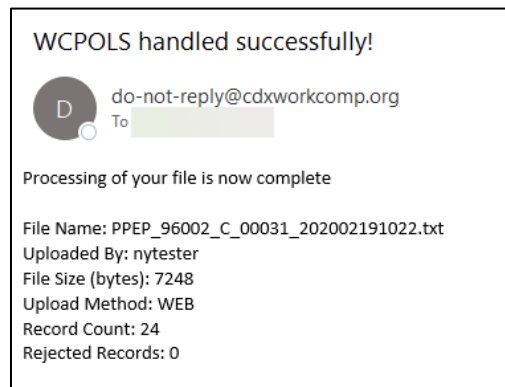 WCPOLS handled successfully!
D
do-not-reply@cdxworkcomp.org
To
Processing of your file is now complete
File Name: PPEP_96002_C_00031_202002191022.txt
Uploaded By: nytester
File Size (bytes): 7248
Upload Method: WEB
Record Count: 24
Rejected Records: 0